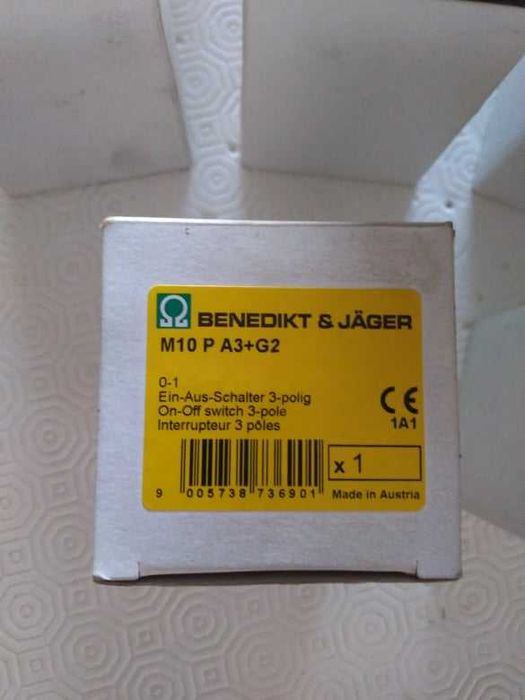 BENEDIKT & JÄGER
M10 P A3+G2
0-1
Ein-Aus-Schalter 3-polig
On-Off switch 3-pole
Interrupteur 3 pôles
CE
1A1
x 1
9 005738 736901
Made in Austria